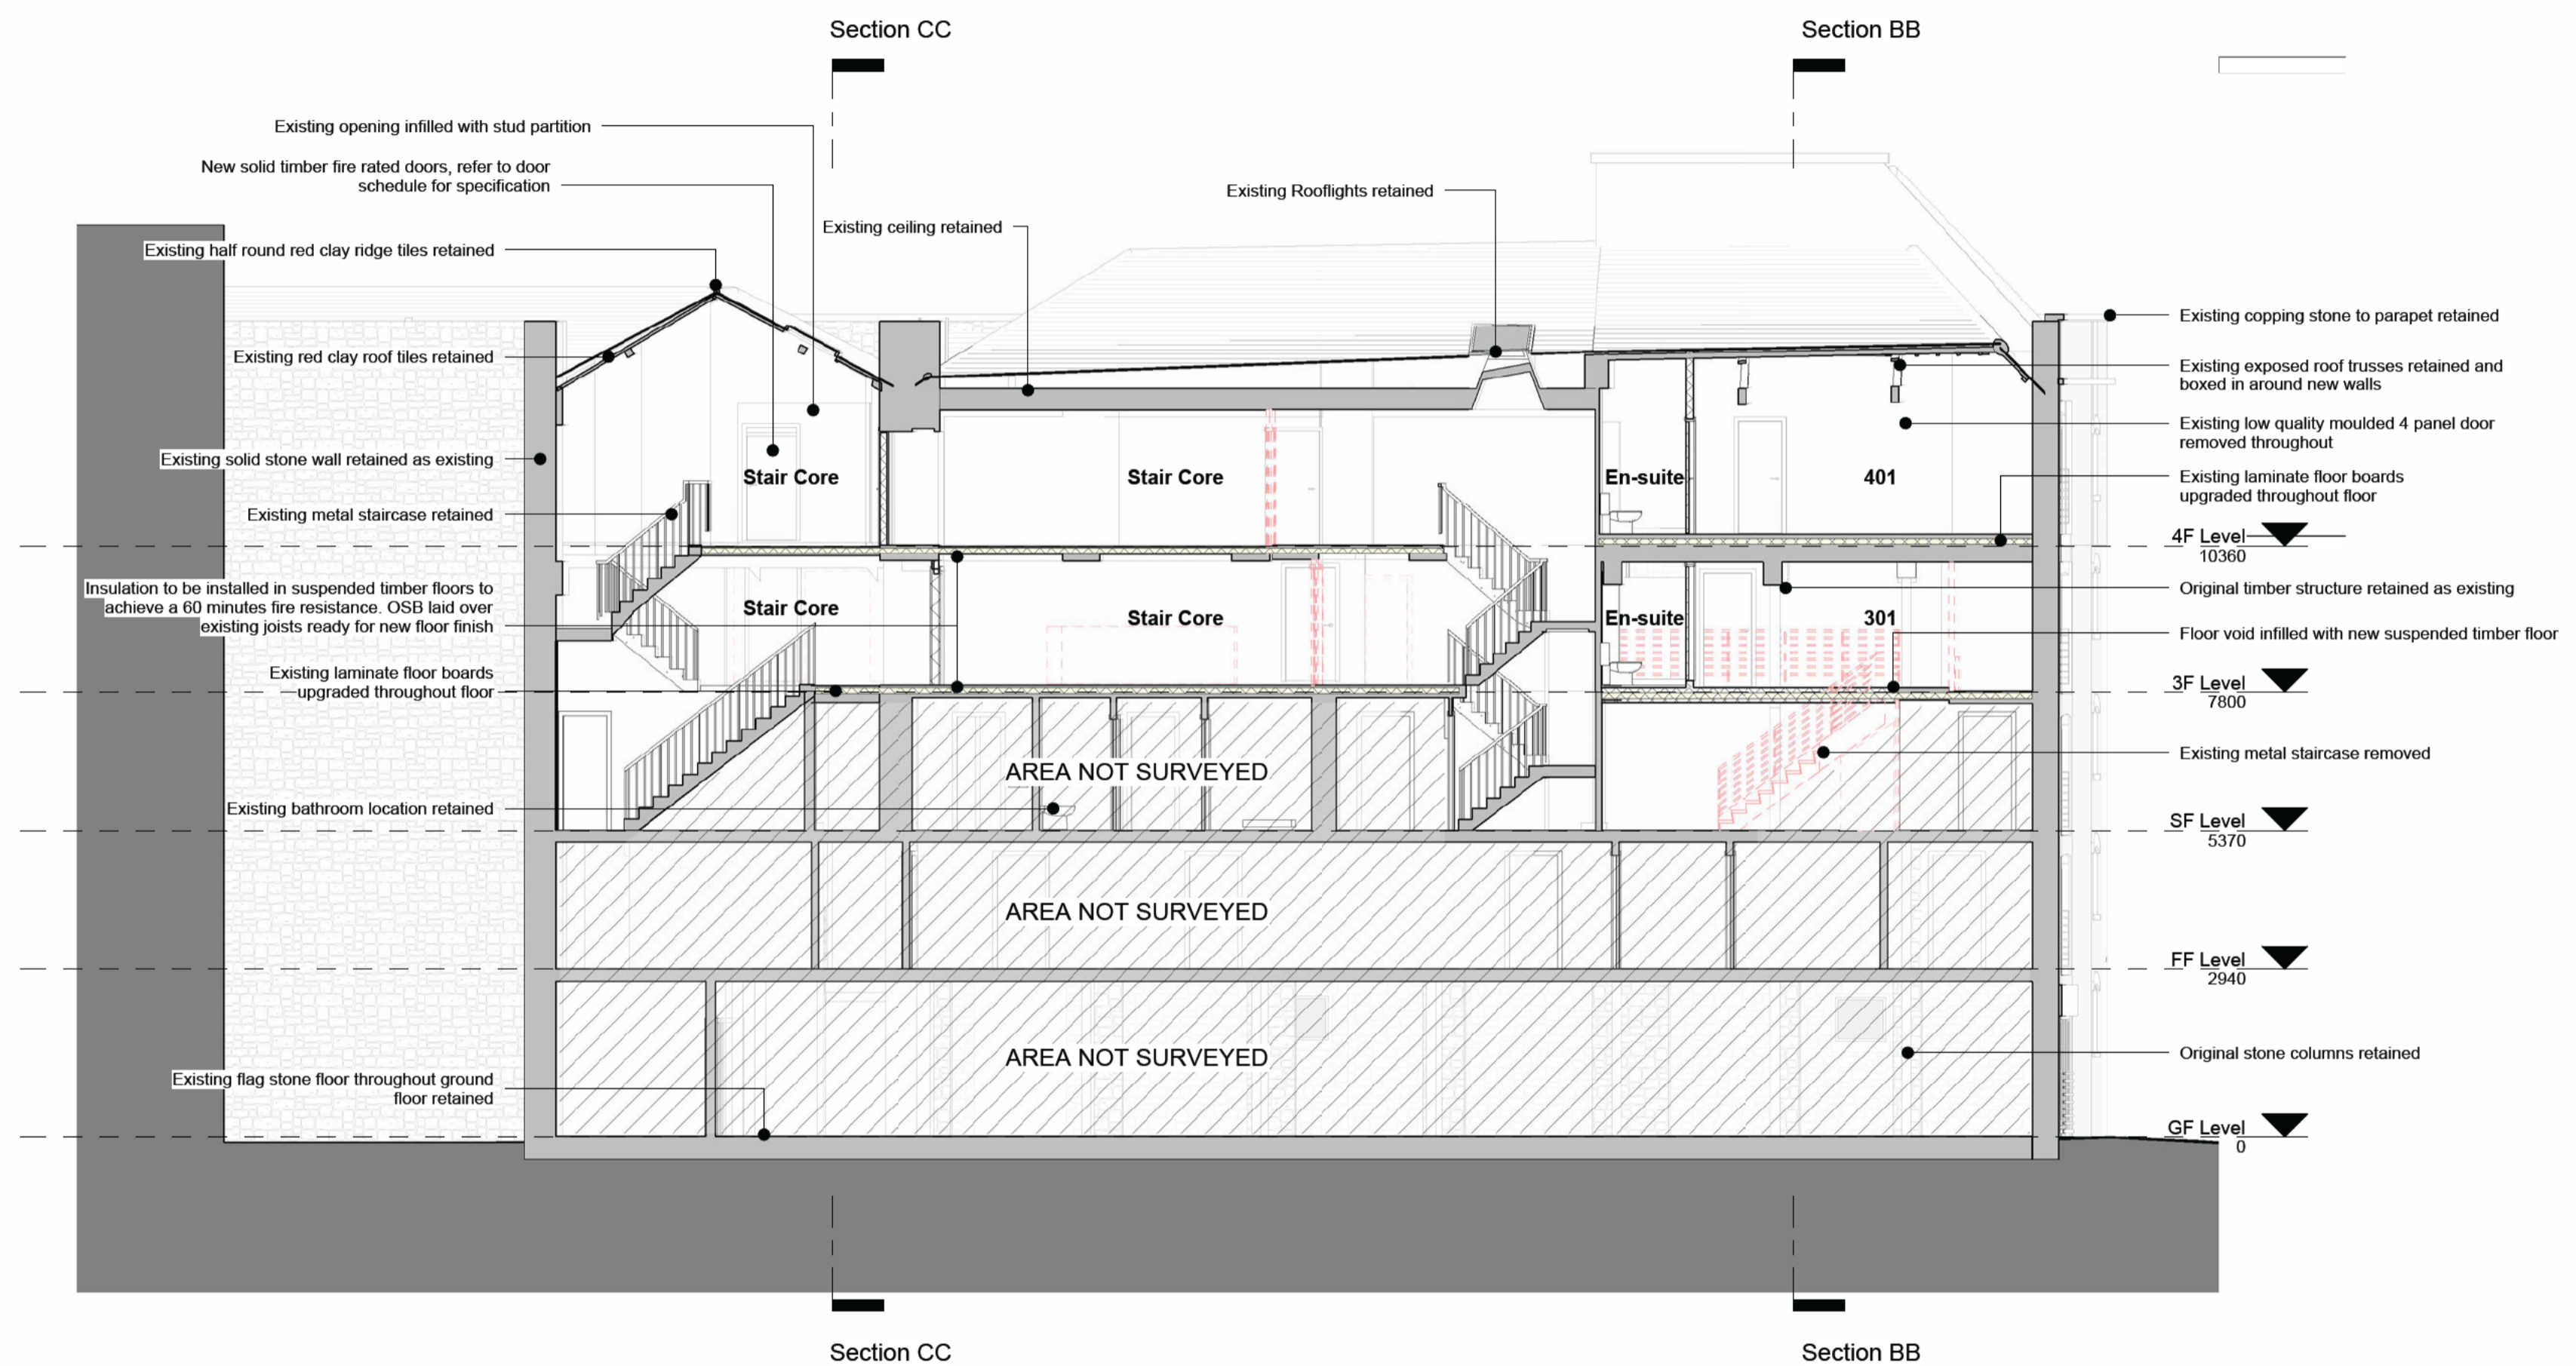 Section CC
Section BB
Existing opening infilled with stud partition
New solid timber fire rated doors, refer to door
schedule for specification
Existing Rooflights retained
Existing ceiling retained
Existing half round red clay ridge tiles retained
Existing copping stone to parapet retained
Existing red clay roof tiles retained
Existing exposed roof trusses retained and
boxed in around new walls
Existing low quality moulded 4 panel door
removed throughout
Existing solid stone wall retained as existing
Stair Core
Stair Core
En-suite
401
Existing laminate floor boards
upgraded throughout floor
Existing metal staircase retained
4F Level
10360
Insulation to be installed in suspended timber floors to
achieve a 60 minutes fire resistance. OSB laid over
existing joists ready for new floor finish
Stair Core
Stair Core
En-suite
301
Original timber structure retained as existing
Floor void infilled with new suspended timber floor
Existing laminate floor boards
upgraded throughout floor
3F Level
7800
AREA NOT SURVEYED
Existing metal staircase removed
Existing bathroom location retained
SF Level
5370
AREA NOT SURVEYED
FF Level
2940
AREA NOT SURVEYED
Original stone columns retained
Existing flag stone floor throughout ground
floor retained
GF Level
0
Section CC
Section BB